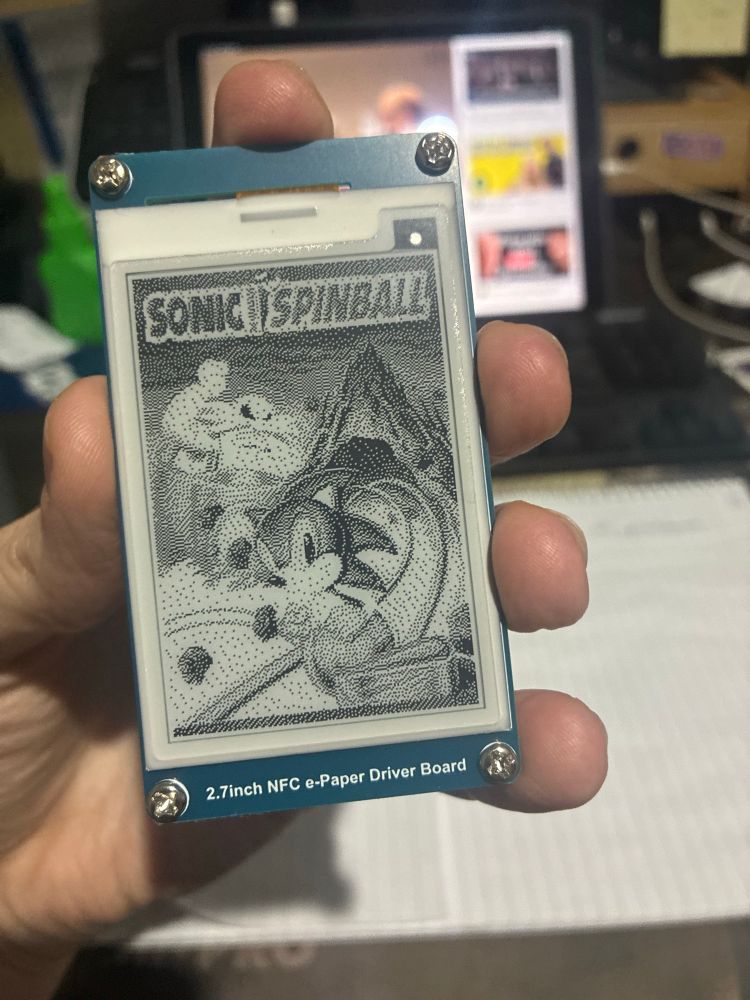 SONIC SPINBALL
2.7inch NFC e-Paper Driver Board